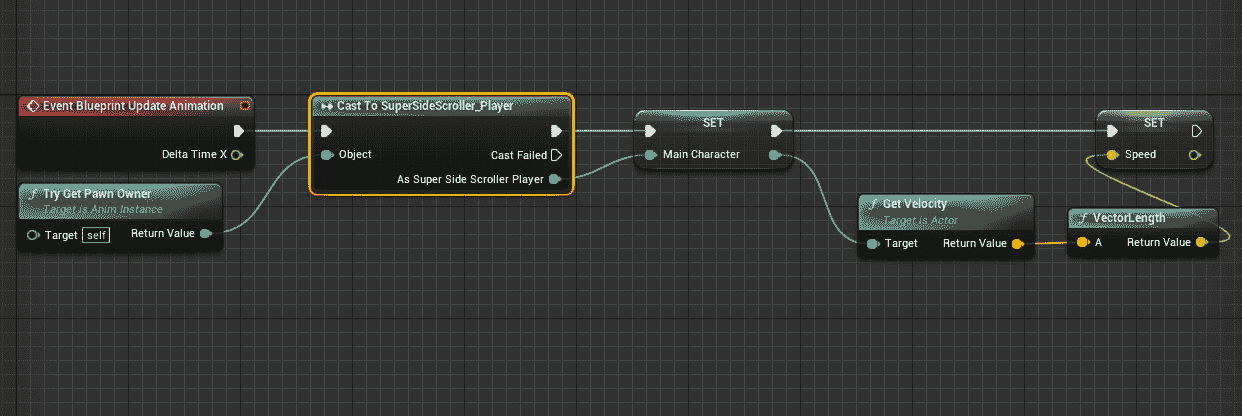 Event Blueprint Update Animation
Delta Time X
Try Get Pawn Owner
Target is Anim Instance
Target self Return Value
Cast To SuperSideScroller_Player
Object
Cast Failed
As Super Side Scroller Player
SET
Main Character
Get Velocity
Target is Actor
Target Return Value
SET
Speed
VectorLength
A Return Value